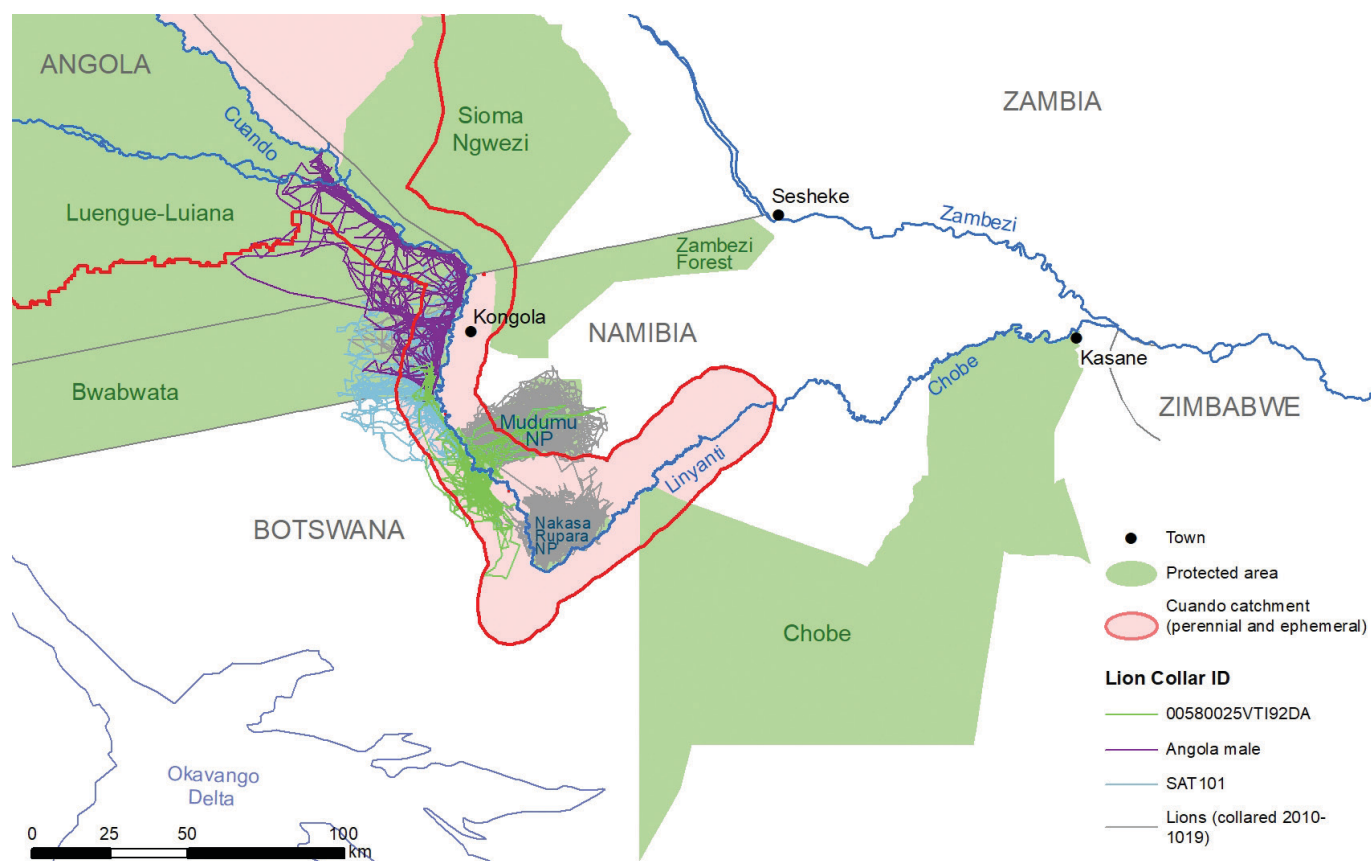 ANGOLA
ZAMBIA
Cuando
Sioma
Ngwezi
Sesheke
Luengue-Luiana
Zambezi
Zambezi
Forest
Kongola
NAMIBIA
Kasane
Bwabwata
Chobe
ZIMBABWE
Mudumu
NP
Linyanti
BOTSWANA
Nakasa
Rupara
NP
Chobe
Okavango
Delta
0 25 50 100
km
Town
Protected area
Cuando catchment
(perennial and ephemeral)
Lion Collar ID
00580025VTI92DA
Angola male
SAT101
Lions (collared 2010-
1019)